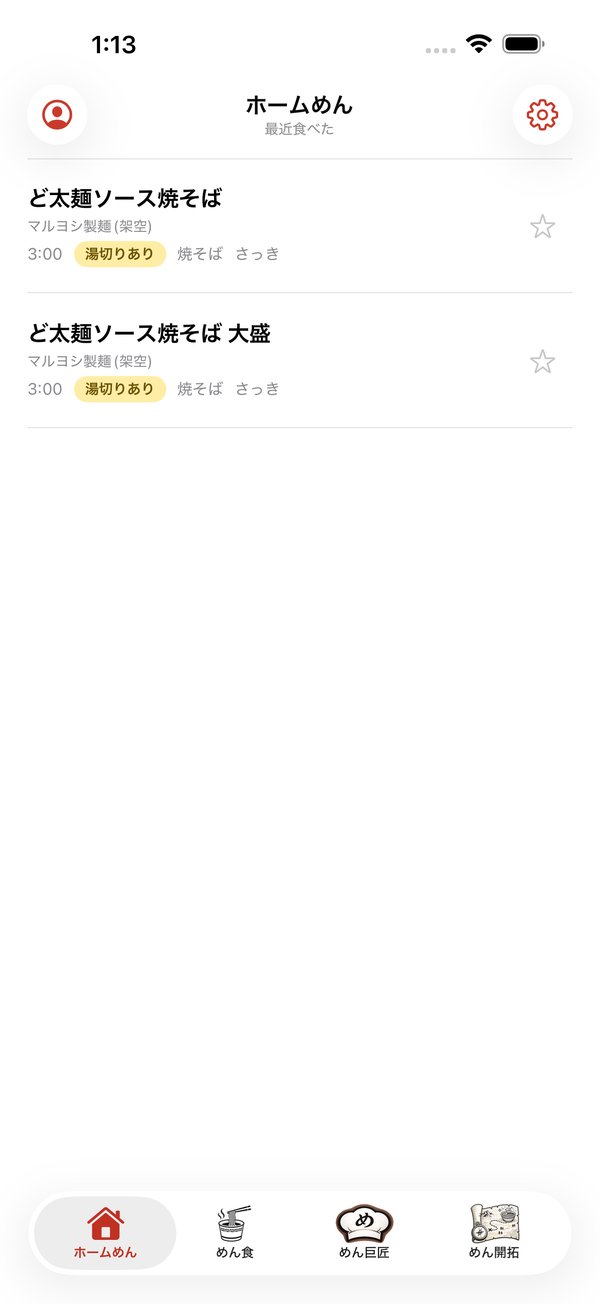 1:13
ホームめん
最近食べた
ど太麺ソース焼そば
マルヨシ製麺(架空)
3:00 湯切りあり 焼そば さっき
ど太麺ソース焼そば 大盛
マルヨシ製麺(架空)
3:00 湯切りあり 焼そば さっき
め
ホームめん めん食 めん巨匠 めん開拓